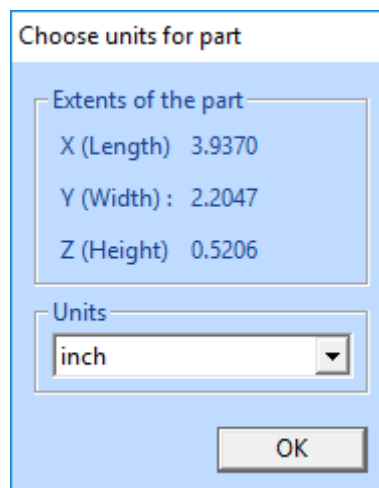 Choose units for part
Extents of the part
X (Length) 3.9370
Y (Width) : 2.2047
Z (Height) 0.5206
Units
inch
OK